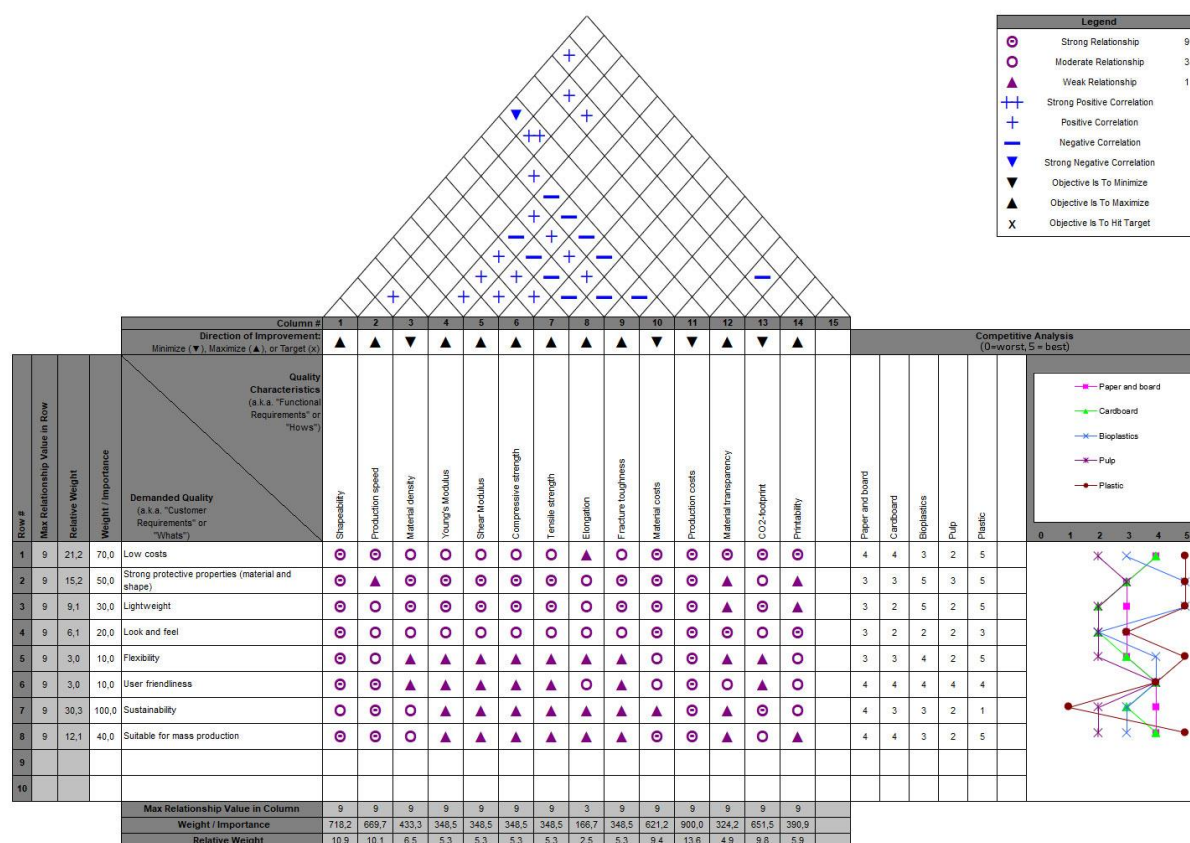 Legend
Strong Relationship 9
Moderate Relationship 3
Weak Relationship 1
Strong Positive Correlation
Positive Correlation
Negative Correlation
Strong Negative Correlation
Objective Is To Minimize
Objective Is To Maximize
X Objective Is To Hit Target
Column # 1 2 3 4 5 6 7 8 9 10 11 12 13 14 15
Direction of Improvement:
Minimize (▼), Maximize (▲), or Target (x)
Competitive Analysis
(0=worst, 5 = best)
Row #
Max Relationship Value in Row
Relative Weight
Weight / Importance
Quality
Characteristics
(a.k.a. "Functional
Requirements" or
"Hows")
Demanded Quality
(a.k.a. "Customer
Requirements" or
"Whats")
Shapeability
Production speed
Material density
Young's Modulus
Shear Modulus
Compressive strength
Tensile strength
Elongation
Fracture toughness
Material costs
Production costs
Material transparency
CO2-footprint
Printability
Paper and board
Cardboard
Bioplastics
Pulp
Plastic
Paper and board
Cardboard
Bioplastics
Pulp
Plastic
0 1 2 3 4 5
1 9 21,2 70,0 Low costs 4 4 3 2 5
2 9 15,2 50,0 Strong protective properties (material and
shape) 3 3 5 3 5
3 9 9,1 30,0 Lightweight 3 2 5 2 5
4 9 6,1 20,0 Look and feel 3 2 2 2 3
5 9 3,0 10,0 Flexibility 3 3 4 2 5
6 9 3,0 10,0 User friendliness 4 4 4 4 4
7 9 30,3 100,0 Sustainability 4 3 3 2 1
8 9 12,1 40,0 Suitable for mass production 4 4 3 2 5
9
10
Max Relationship Value in Column 9 9 9 9 9 9 9 3 9 9 9 9 9 9
Weight / Importance 718,2 669,7 433,3 348,5 348,5 348,5 348,5 166,7 348,5 621,2 900,0 324,2 651,5 390,9
Relative Weight 10,9 10,1 6,5 5,3 5,3 5,3 5,3 2,5 5,3 9,4 13,6 4,9 9,8 5,9